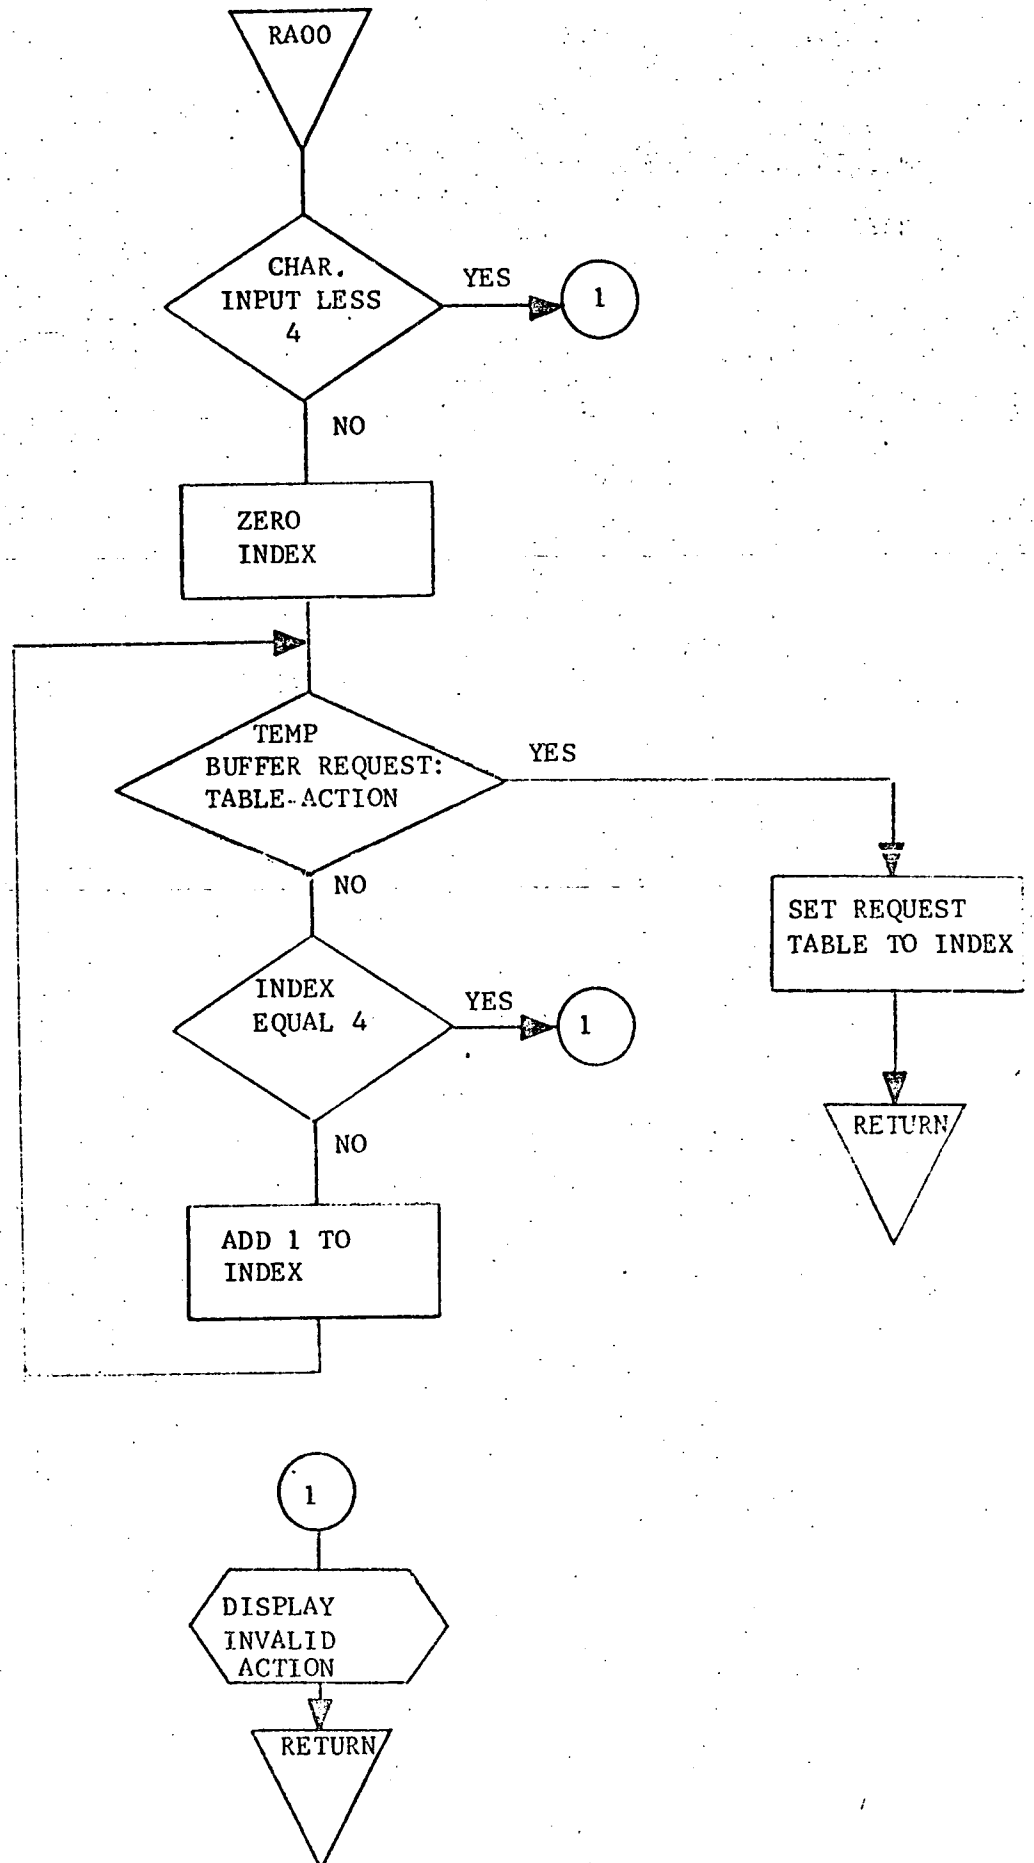 RA00
CHAR.
INPUT LESS
4
YES
1
NO
ZERO
INDEX
TEMP
BUFFER REQUEST:
TABLE-ACTION
YES
NO
SET REQUEST
TABLE TO INDEX
INDEX
EQUAL 4
YES
1
RETURN
NO
ADD 1 TO
INDEX
1
DISPLAY
INVALID
ACTION
RETURN